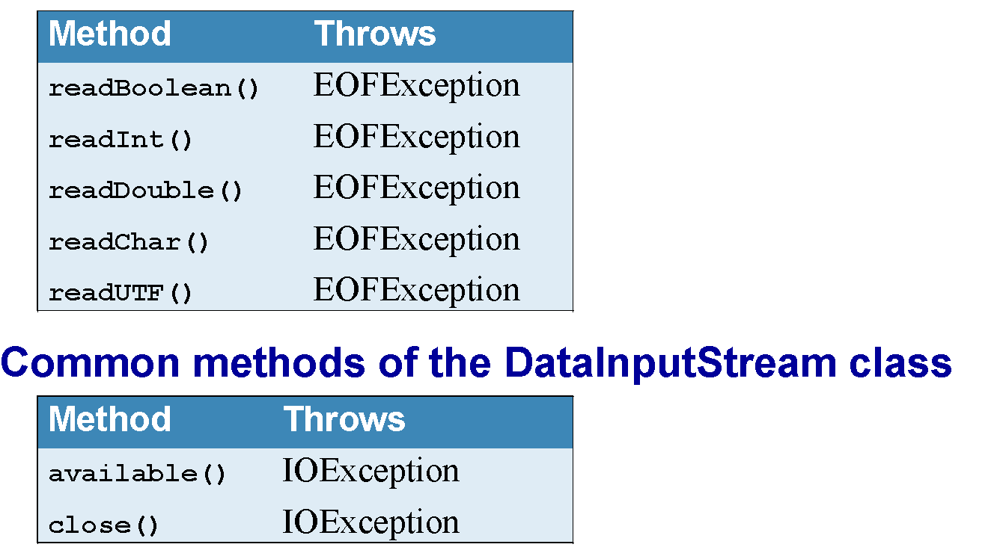 Method Throws
readBoolean() EOFException
readInt() EOFException
readDouble() EOFException
readChar() EOFException
readUTF() EOFException
Common methods of the DataInputStream class
Method Throws
available() IOException
close() IOException